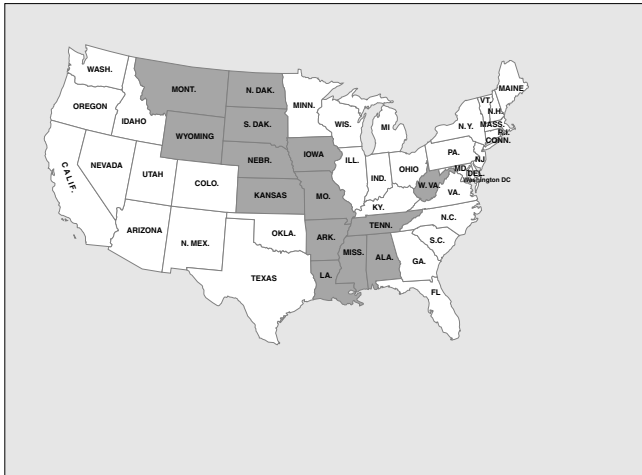 WASH.
MONT.
N. DAK.
MINN.
OREGON
IDAHO
WYOMING
S. DAK.
WIS.
MI
N. Y.
VT.
N.H.
MAINE
MASS.
R.I.
CONN.
NEVADA
UTAH
COLO.
NEBR.
IOWA
ILL.
IND.
OHIO
PA.
NJ
MD.
DEL.
Washington DC
CALIF.
KANSAS
MO.
KY.
W. VA.
VA.
ARIZONA
N. MEX.
OKLA.
ARK.
TENN.
N.C.
TEXAS
LA.
MISS.
ALA.
GA.
S.C.
FL